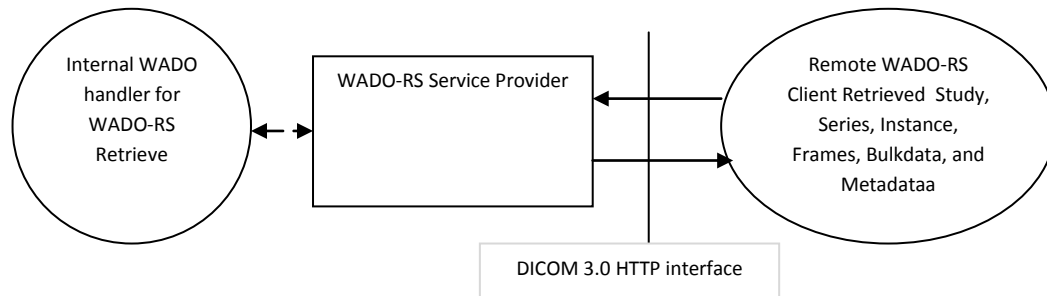 Internal WADO
handler for
WADO-RS
Retrieve
WADO-RS Service Provider
Remote WADO-RS
Client Retrieved Study,
Series, Instance,
Frames, Bulkdata, and
Metadataa
DICOM 3.0 HTTP interface